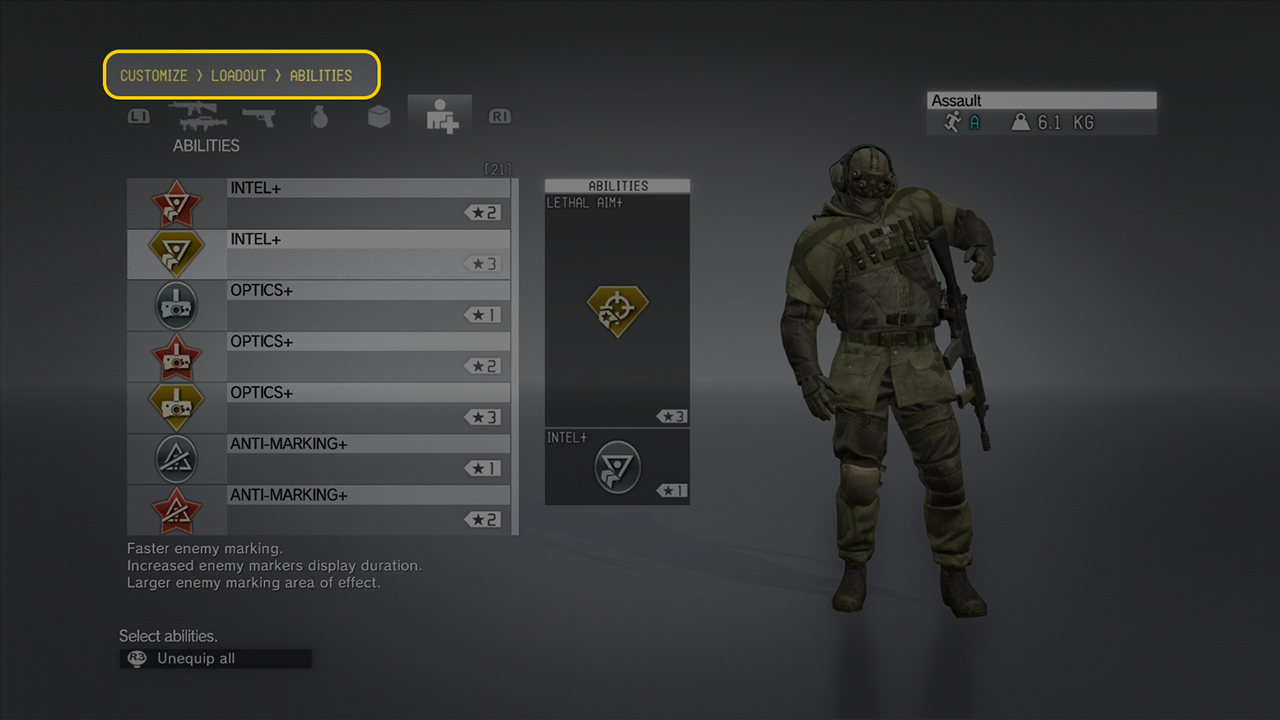 CUSTOMIZE > LOADOUT > ABILITIES
L1
R1
ABILITIES
[21]
INTEL+
★2
INTEL+
★3
OPTICS+
★1
OPTICS+
★2
OPTICS+
★3
ANTI-MARKING+
★1
ANTI-MARKING+
★2
ABILITIES
LETHAL AIM+
★3
INTEL+
★1
Assault
A 6.1 KG
Faster enemy marking.
Increased enemy markers display duration.
Larger enemy marking area of effect.
Select abilities.
R3 Unequip all